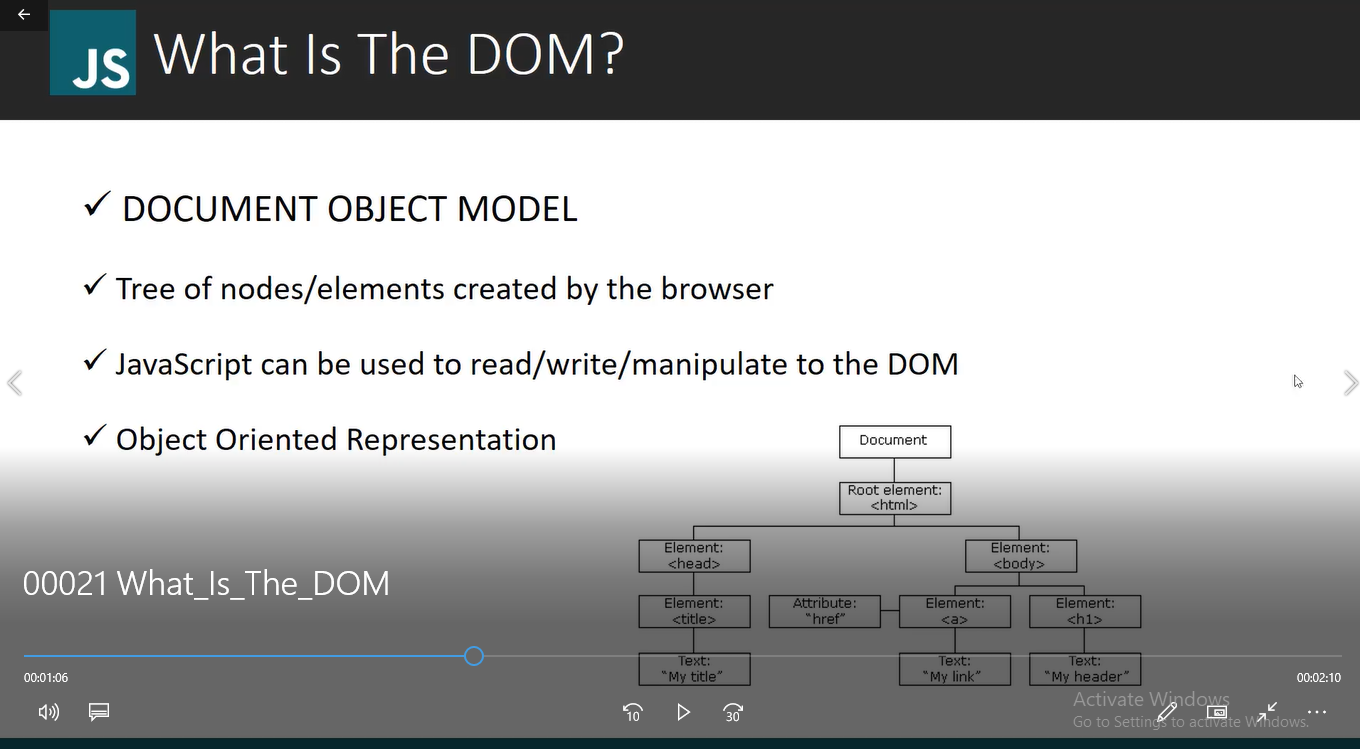 JS What Is The DOM?
✓ DOCUMENT OBJECT MODEL
✓ Tree of nodes/elements created by the browser
✓ JavaScript can be used to read/write/manipulate to the DOM
✓ Object Oriented Representation
Document
Root element:
<html>
Element:
<head>
Element:
<body>
Element:
<title>
Attribute:
"href"
Element:
<a>
Element:
<h1>
Text:
"My title"
Text:
"My link"
Text:
"My header"
00021 What_Is_The_DOM
00:01:06
00:02:10
10
30
Activate Windows
Go to Settings to activate Windows.